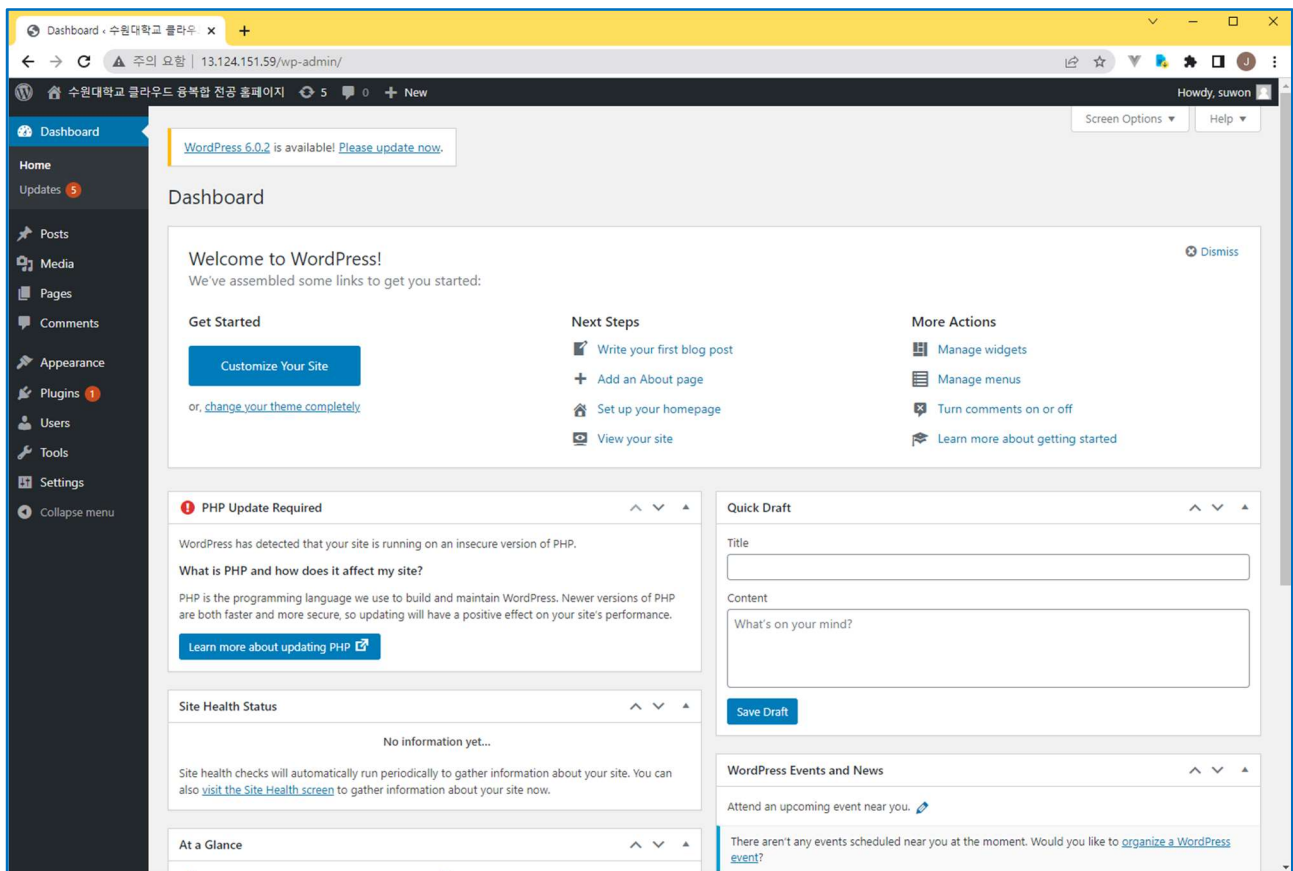 Dashboard ‹ 수원대학교 클라우
주의 요함 | 13.124.151.59/wp-admin/
J
수원대학교 클라우드 융복합 전공 홈페이지 5 0 New
Howdy, suwon
Screen Options
Help
Dashboard
Home
Updates 5
Posts
Media
Pages
Comments
Appearance
Plugins 1
Users
Tools
Settings
Collapse menu
WordPress 6.0.2 is available! Please update now.
Dashboard
Welcome to WordPress!
Dismiss
We've assembled some links to get you started:
Get Started
Customize Your Site
or, change your theme completely
Next Steps
Write your first blog post
Add an About page
Set up your homepage
View your site
More Actions
Manage widgets
Manage menus
Turn comments on or off
Learn more about getting started
PHP Update Required
WordPress has detected that your site is running on an insecure version of PHP.
What is PHP and how does it affect my site?
PHP is the programming language we use to build and maintain WordPress. Newer versions of PHP
are both faster and more secure, so updating will have a positive effect on your site's performance.
Learn more about updating PHP
Site Health Status
No information yet...
Site health checks will automatically run periodically to gather information about your site. You can
also visit the Site Health screen to gather information about your site now.
At a Glance
Quick Draft
Title
Content
What's on your mind?
Save Draft
WordPress Events and News
Attend an upcoming event near you.
There aren't any events scheduled near you at the moment. Would you like to organize a WordPress
event?